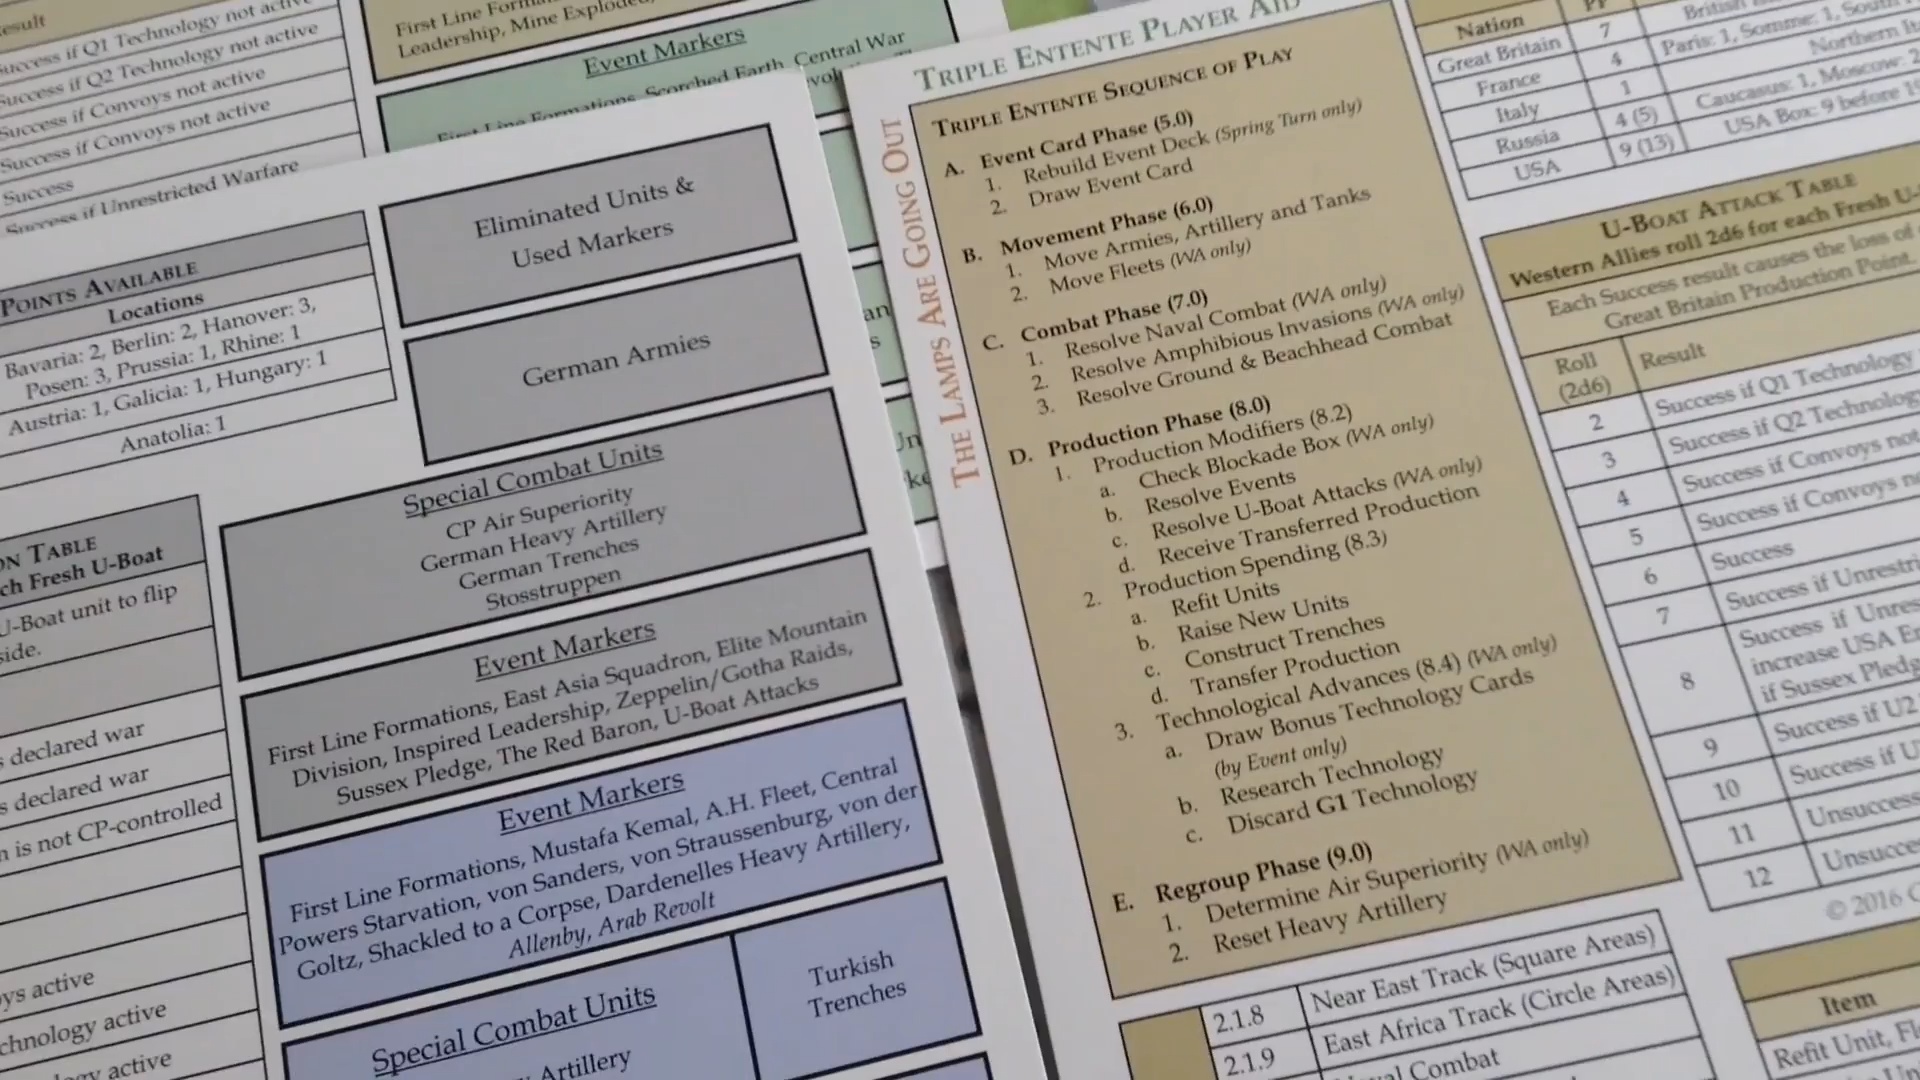 esult
Success if Q1 Technology not active
Success if Q2 Technology not active
Success if Convoys not active
Success if Convoys not active
Success
Success if Unrestricted Warfare
First Line
Leadership, Mine Exploded,
Event Markers
First Line Formations, Scorched Earth, Central War
POINTS AVAILABLE
Locations
Bavaria: 2, Berlin: 2, Hanover: 3,
Posen: 3, Prussia: 1, Rhine: 1
Austria: 1, Galicia: 1, Hungary: 1
Anatolia: 1
ON TABLE
ch Fresh U-Boat
U-Boat unit to flip
side.
s declared war
s declared war
n is not CP-controlled
ys active
chnology active
logy active
Eliminated Units &
Used Markers
German Armies
Special Combat Units
CP Air Superiority
German Heavy Artillery
German Trenches
Stosstruppen
Event Markers
First Line Formations, East Asia Squadron, Elite Mountain
Division, Inspired Leadership, Zeppelin/Gotha Raids,
Sussex Pledge, The Red Baron, U-Boat Attacks
Event Markers
First Line Formations, Mustafa Kemal, A.H. Fleet, Central
Powers Starvation, von Sanders, von Straussenburg, von der
Goltz, Shackled to a Corpse, Dardenelles Heavy Artillery,
Allenby, Arab Revolt
Special Combat Units
Artillery
Turkish
Trenches
THE LAMPS ARE GOING OUT
TRIPLE ENTENTE PLAYER AID
TRIPLE ENTENTE SEQUENCE OF PLAY
A. Event Card Phase (5.0)
1. Rebuild Event Deck (Spring Turn only)
2. Draw Event Card
B. Movement Phase (6.0)
1. Move Armies, Artillery and Tanks
2. Move Fleets (WA only)
C. Combat Phase (7.0)
1. Resolve Naval Combat (WA only)
2. Resolve Amphibious Invasions (WA only)
3. Resolve Ground & Beachhead Combat
D. Production Phase (8.0)
1. Production Modifiers (8.2)
a. Check Blockade Box (WA only)
b. Resolve Events
c. Resolve U-Boat Attacks (WA only)
d. Receive Transferred Production
2. Production Spending (8.3)
a. Refit Units
b. Raise New Units
c. Construct Trenches
d. Transfer Production
3. Technological Advances (8.4) (WA only)
a. Draw Bonus Technology Cards
(by Event only)
b. Research Technology
c. Discard G1 Technology
E. Regroup Phase (9.0)
1. Determine Air Superiority (WA only)
2. Reset Heavy Artillery
2.1.8 Near East Track (Square Areas)
2.1.9 East Africa Track (Circle Areas)
Combat
Nation PP
Great Britain 7 British
France 4 Paris: 1, Somme: 1, South
Italy 1 Northern
Russia 4 (5) Caucasus: 1, Moscow: 2
USA 9 (13) USA Box: 9 before
U-BOAT ATTACK TABLE
Western Allies roll 2d6 for each Fresh U-
Each Success result causes the loss of
Great Britain Production Point.
Roll
(2d6) Result
2 Success if Q1 Technology
3 Success if Q2 Technology
4 Success if Convoys not
5 Success if Convoys
6 Success
7 Success if Unrestri
8 Success if Unres
increase USA En
if Sussex Pledg
9 Success if U2
10 Success if U
11 Unsucces
12 Unsucce
© 2016
Item
Refit Unit,